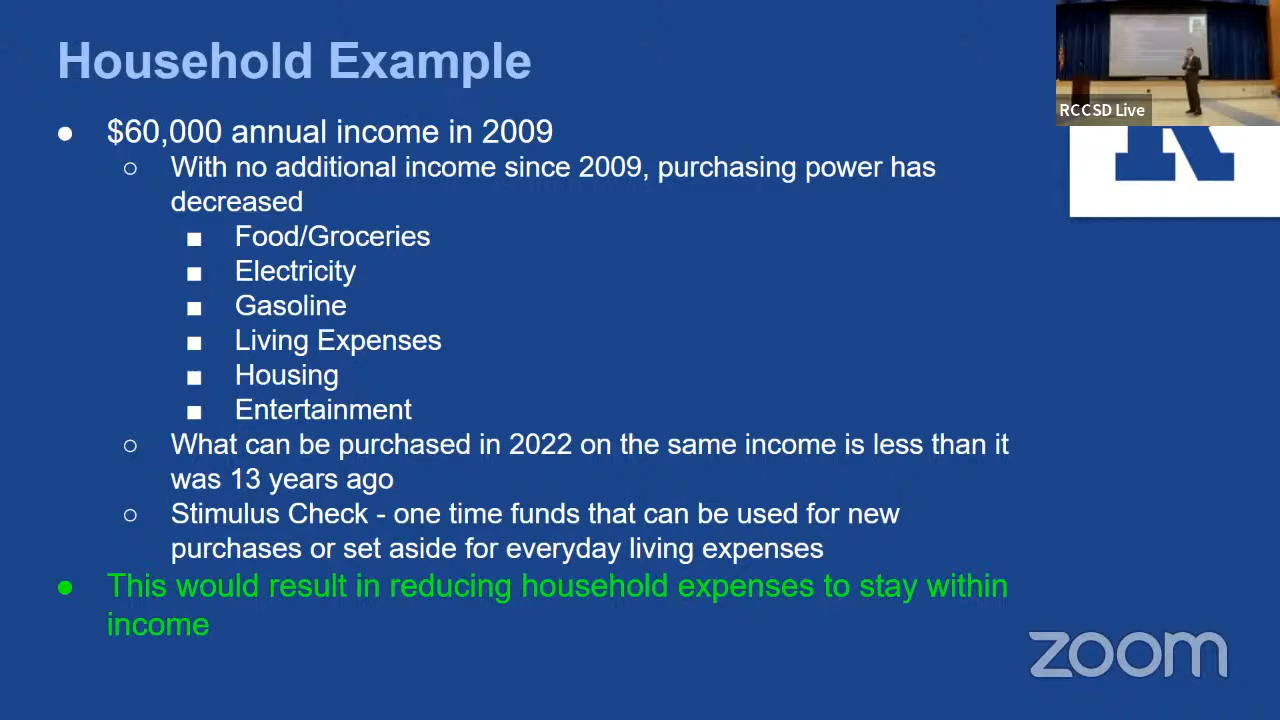 Household Example
RCCSD Live
● $60,000 annual income in 2009
○ With no additional income since 2009, purchasing power has
decreased
■ Food/Groceries
■ Electricity
■ Gasoline
■ Living Expenses
■ Housing
■ Entertainment
○ What can be purchased in 2022 on the same income is less than it
was 13 years ago
○ Stimulus Check - one time funds that can be used for new
purchases or set aside for everyday living expenses
● This would result in reducing household expenses to stay within
income
zoom